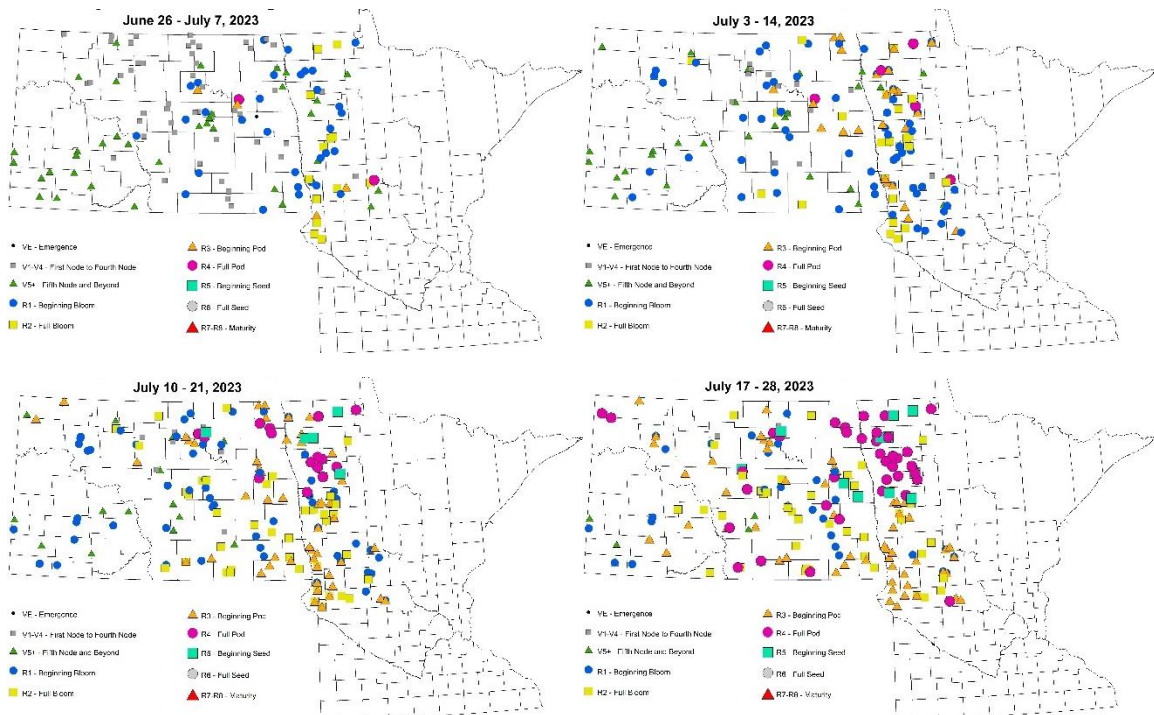 June 26 - July 7, 2023
VE - Emergence
V1-V4 - First Node to Fourth Node
V5+ - Fifth Node and Beyond
R1 - Beginning Bloom
R2 - Full Bloom
R3 - Beginning Pod
R4 - Full Pod
R5 - Beginning Seed
R6 - Full Seed
R7-R8 - Maturity
July 3 - 14, 2023
VE - Emergence
V1-V4 - First Node to Fourth Node
V5+ - Fifth Node and Beyond
R1 - Beginning Bloom
R2 - Full Bloom
R3 - Beginning Pod
R4 - Full Pod
R5 - Beginning Seed
R6 - Full Seed
R7-R8 - Maturity
July 10 - 21, 2023
VE - Emergence
V1-V4 - First Node to Fourth Node
V5+ - Fifth Node and Beyond
R1 - Beginning Bloom
R2 - Full Bloom
R3 - Beginning Pod
R4 - Full Pod
R5 - Beginning Seed
R6 - Full Seed
R7-R8 - Maturity
July 17 - 28, 2023
VE - Emergence
V1-V4 - First Node to Fourth Node
V5+ - Fifth Node and Beyond
R1 - Beginning Bloom
R2 - Full Bloom
R3 - Beginning Pod
R4 - Full Pod
R5 - Beginning Seed
R6 - Full Seed
R7-R8 - Maturity